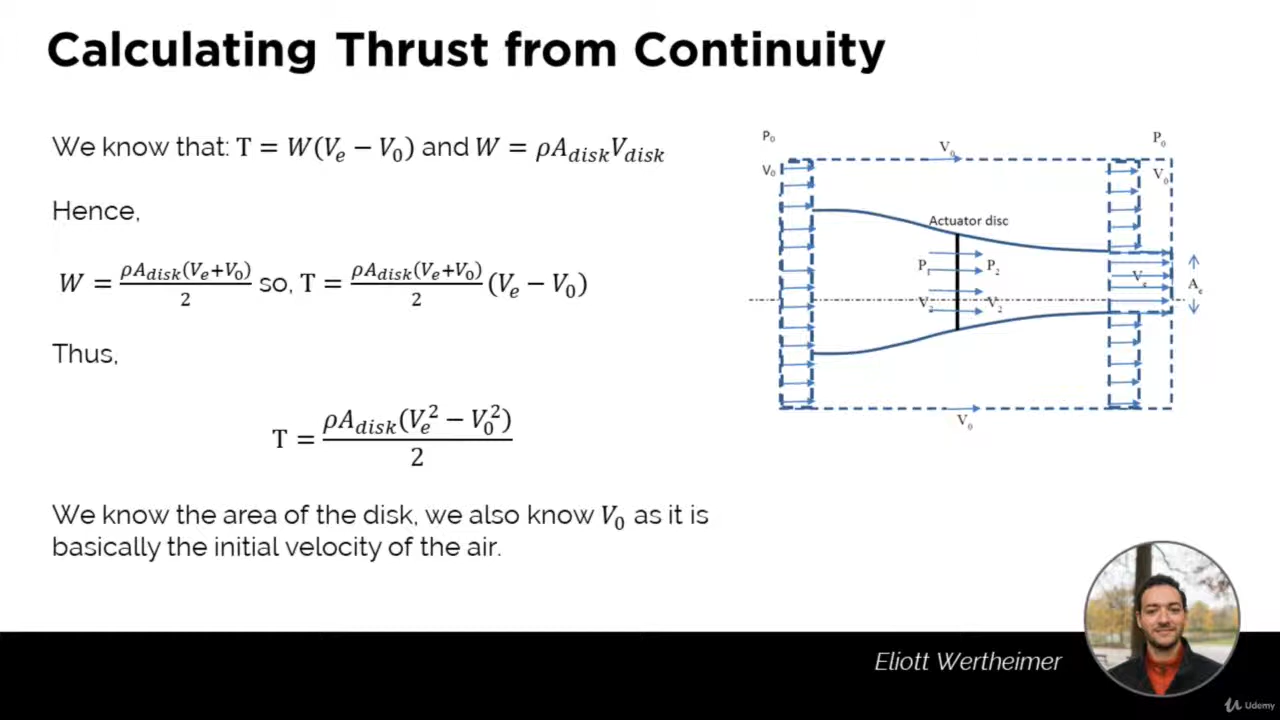 Calculating Thrust from Continuity
We know that: T = W(Vₑ − V₀) and W = ρA_disk V_disk
Hence,
W = ρA_disk(Vₑ+V₀)/2 so, T = ρA_disk(Vₑ+V₀)/2 (Vₑ − V₀)
Thus,
T = ρA_disk(Vₑ² − V₀²)/2
We know the area of the disk, we also know V₀ as it is
basically the initial velocity of the air.
P₀
V₀
V₀
P₀
V₀
Actuator disc
P₁
P₂
V₂
V₂
Vₑ
Aₑ
V₀
Eliott Wertheimer
Udemy